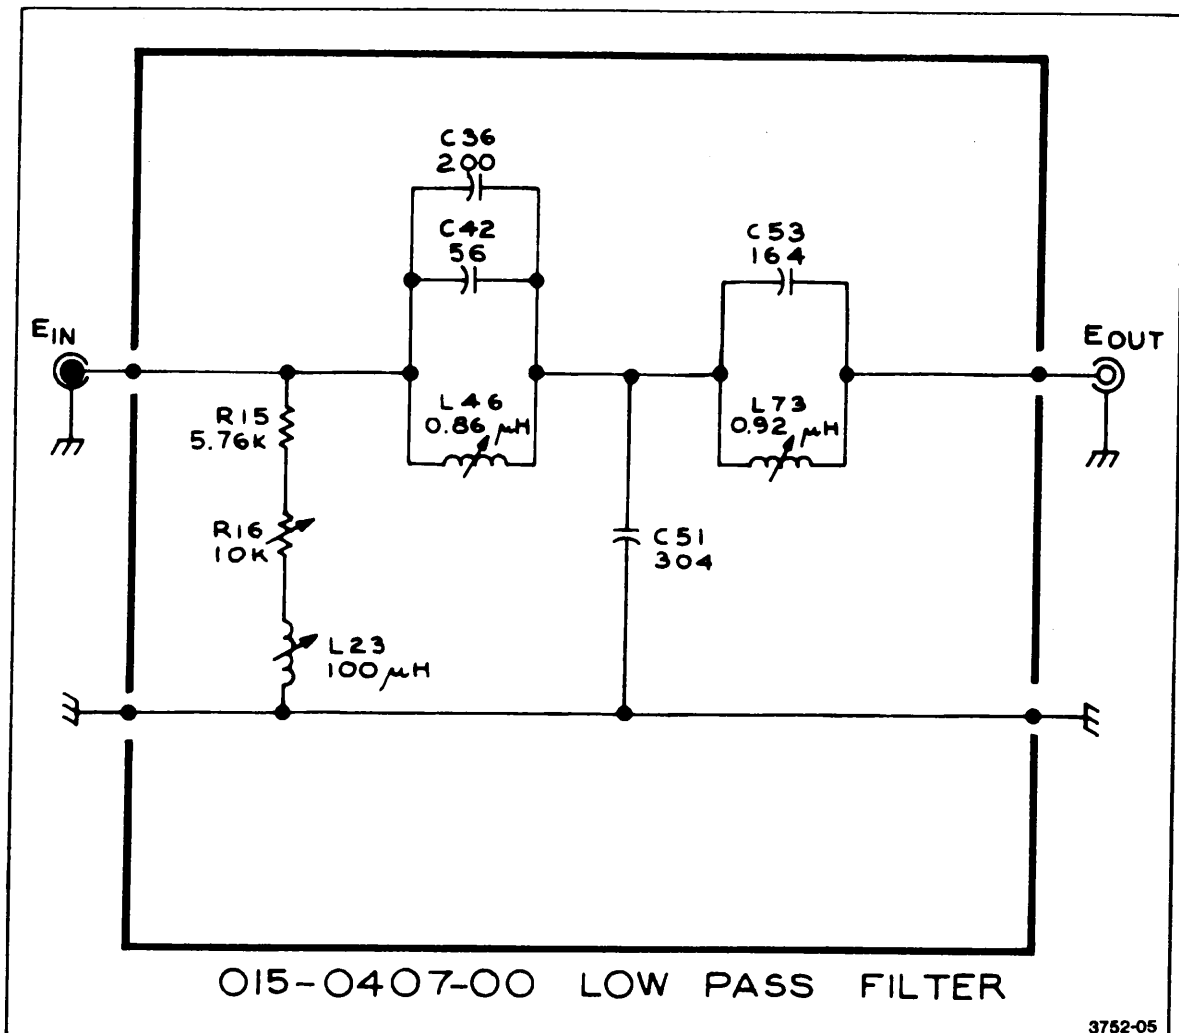 C36
200
C42
56
C53
164
EIN
EOUT
L46
0.86 μH
L73
0.92 μH
R15
5.76K
R16
10K
C51
304
L23
100 μH
015-0407-00 LOW PASS FILTER
3752-05